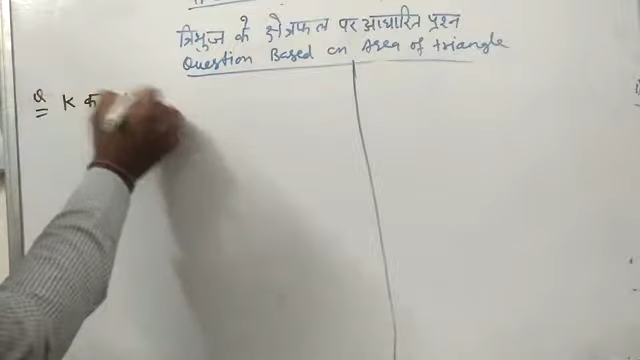 त्रिभुज के क्षेत्रफल पर आधारित प्रश्न
Question Based on Area of triangle
Q K क